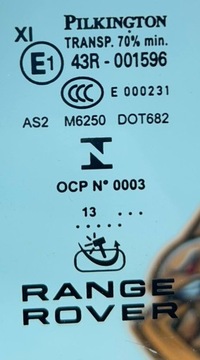 PILKINGTON
XI TRANSP. 70% min.
E1 43R - 001596
CCC E 000231
AS2 M6250 DOT682
N
OCP N° 0003
13 ...
.....
RANGE
ROVER